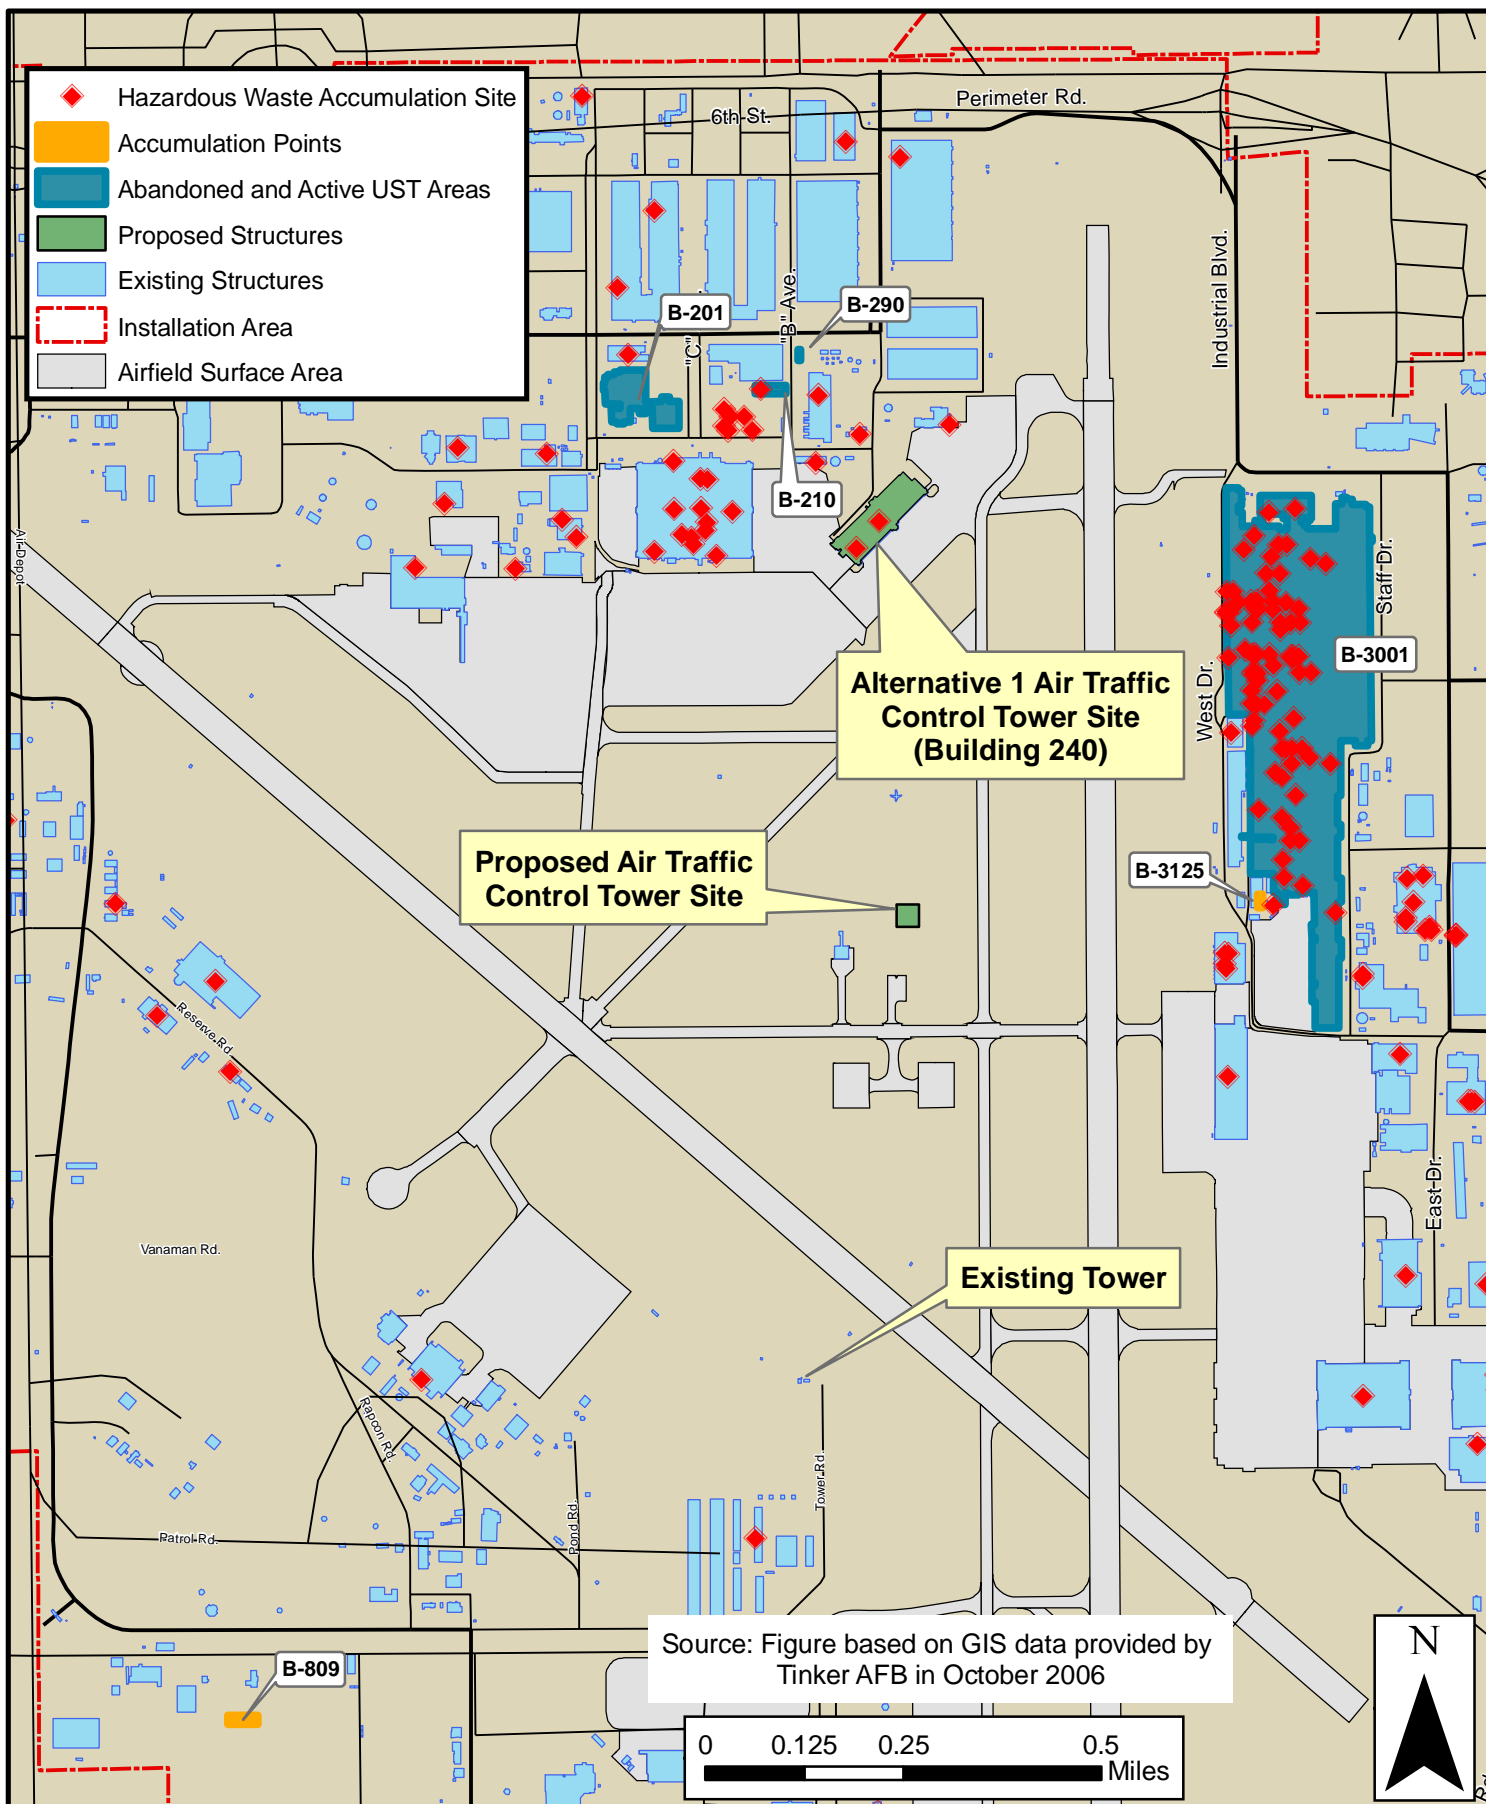 Hazardous Waste Accumulation Site
Accumulation Points
Abandoned and Active UST Areas
Proposed Structures
Existing Structures
Installation Area
Airfield Surface Area
Perimeter Rd.
6th St.
Industrial Blvd.
"B" Ave.
"C"
B-201
B-290
B-210
Air Depot
Staff Dr.
B-3001
West Dr.
Alternative 1 Air Traffic
Control Tower Site
(Building 240)
Proposed Air Traffic
Control Tower Site
B-3125
Reserve Rd
East Dr.
Vanaman Rd.
Existing Tower
Rapcon Rd.
Tower Rd.
Pond Rd.
Patrol Rd.
B-809
Source: Figure based on GIS data provided by
Tinker AFB in October 2006
N
0 0.125 0.25 0.5
Miles